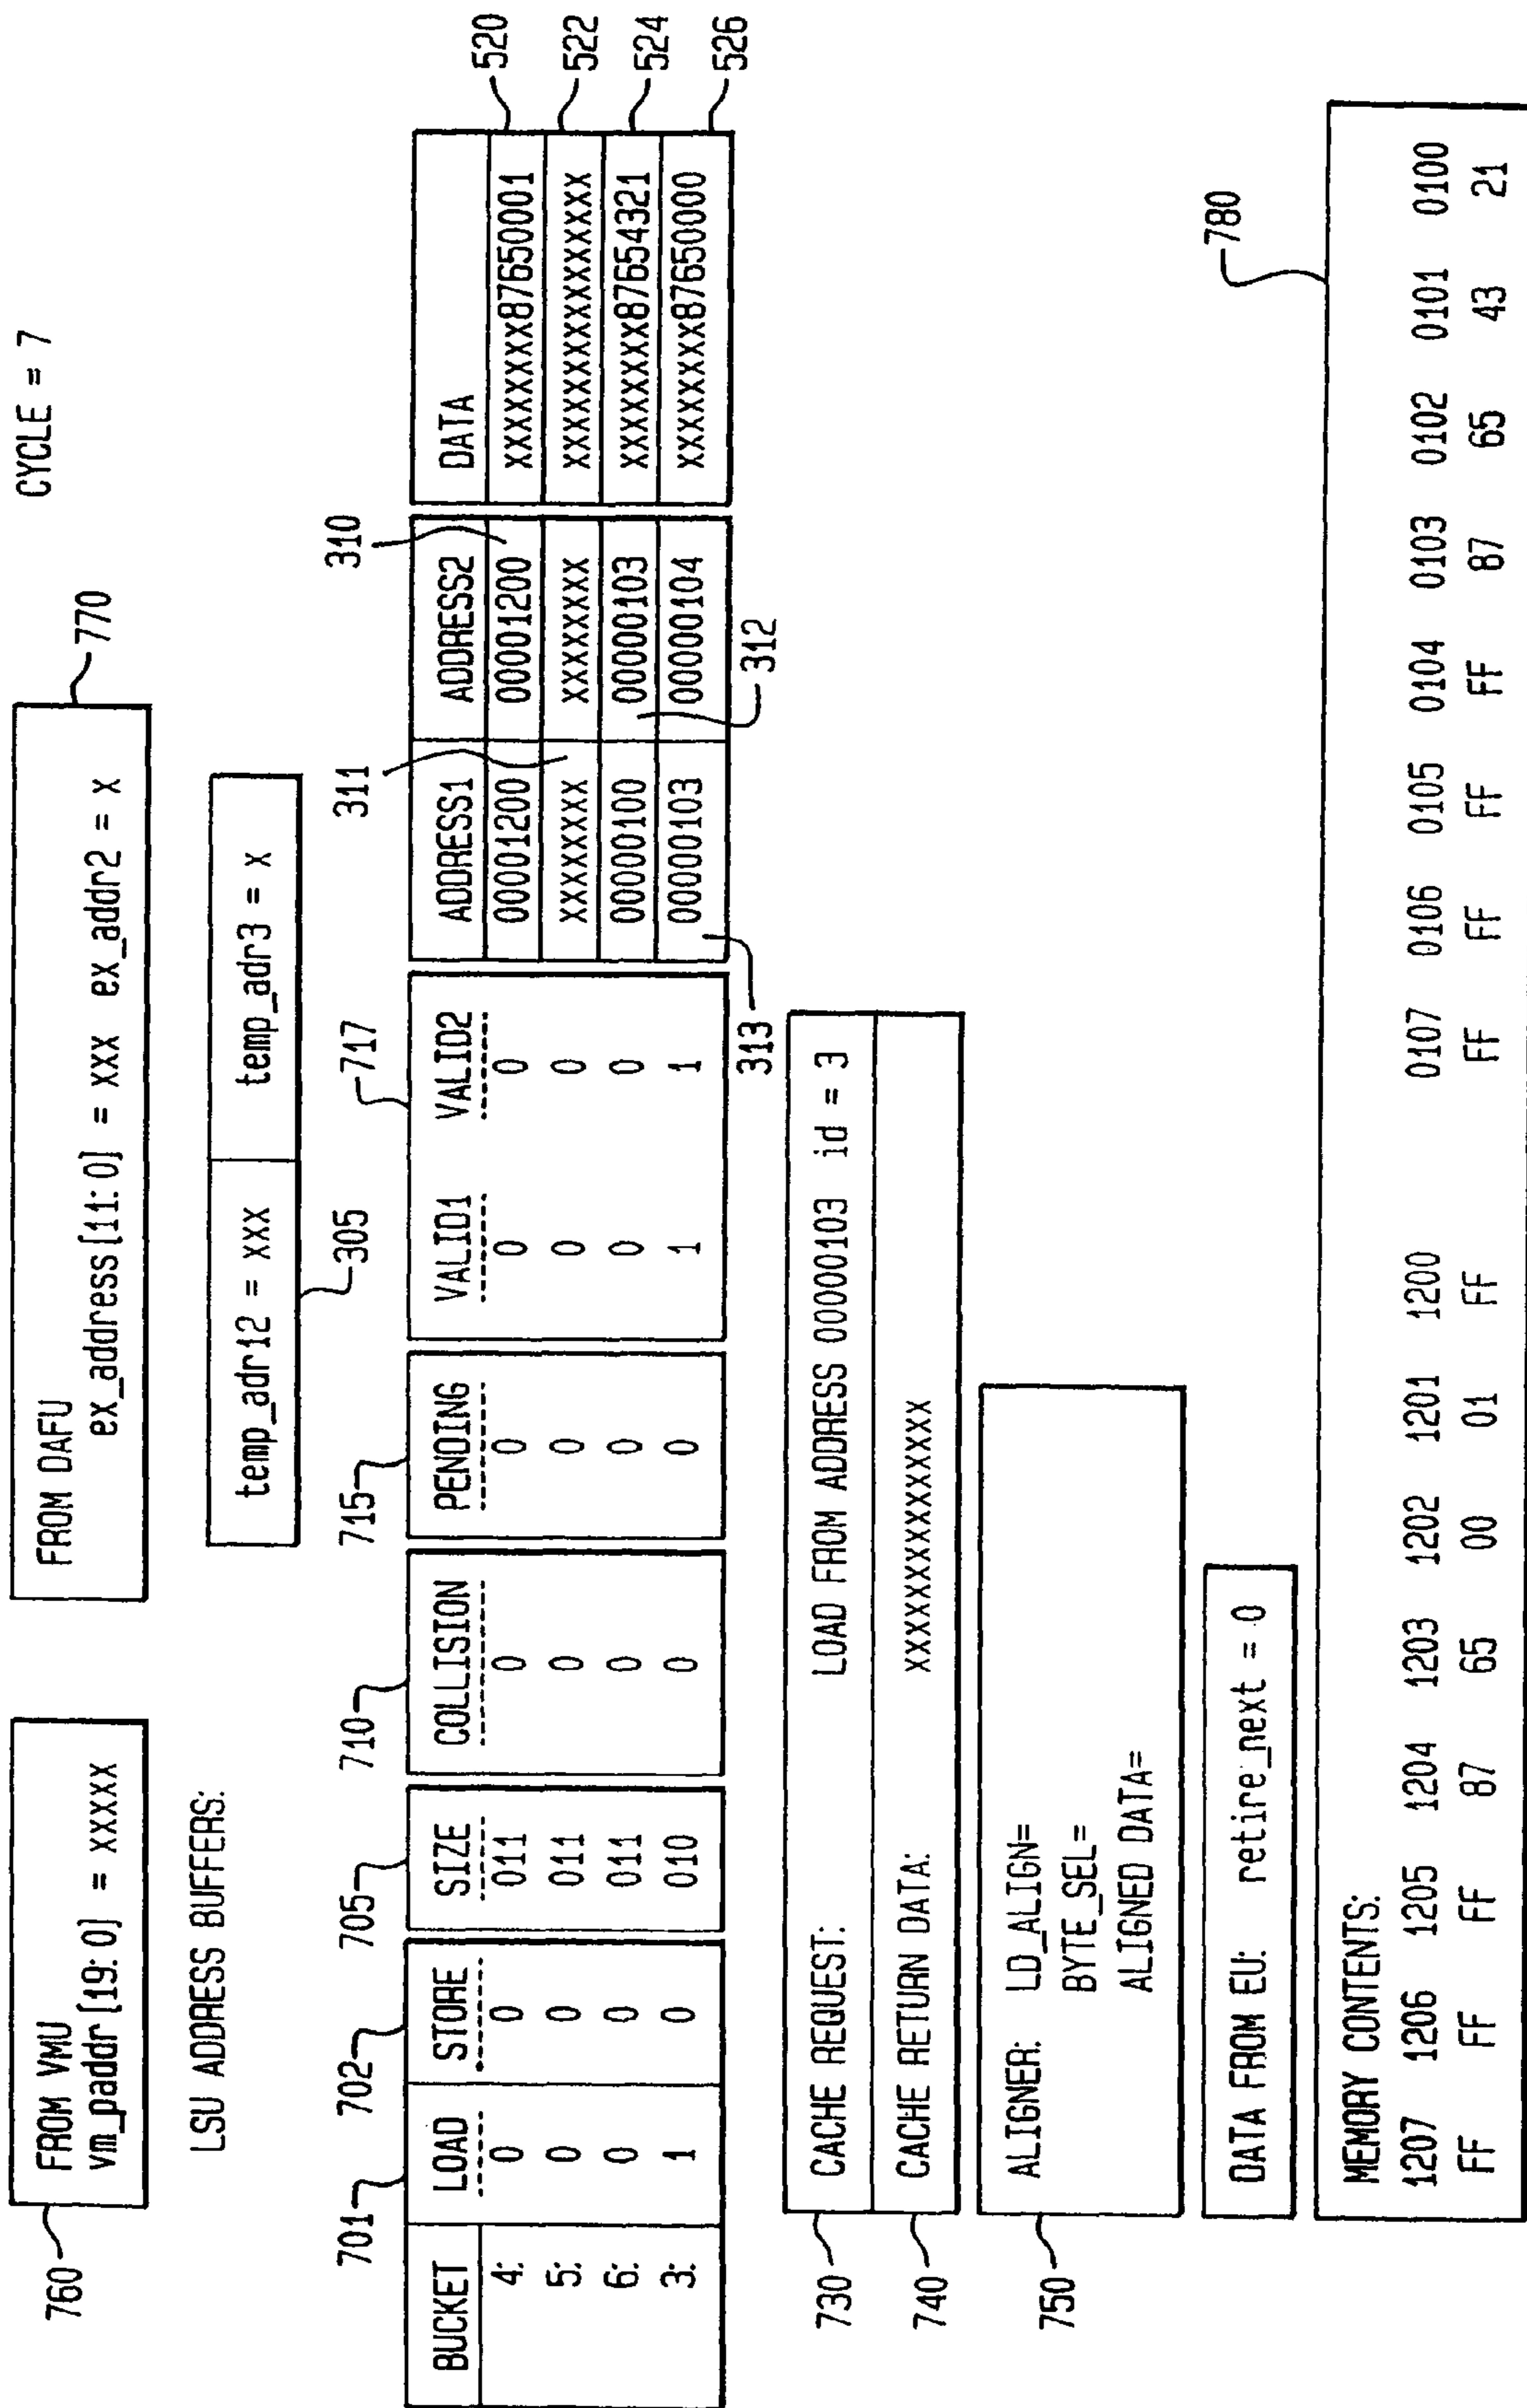 CYCLE = 7
760
FROM VMU
vm_paddr [19: 0] = XXXXX
FROM DAFU
ex_address[11: 0] = XXX ex_addr2 = X
770
LSU ADDRESS BUFFERS:
temp_adr12 = XXX temp_adr3 = X
305
701 702 705 710 715 717 311 310
BUCKET LOAD STORE SIZE COLLISION PENDING VALID1 VALID2 ADDRESS1 ADDRESS2 DATA
4: 0 0 011 0 0 0 0 00001200 00001200 XXXXXXXX87650001 520
5: 0 0 011 0 0 0 0 XXXXXXXX XXXXXXXX XXXXXXXXXXXXXXXX 522
6: 0 0 011 0 0 0 0 00000100 00000103 XXXXXXXX87654321 524
3: 1 0 010 0 0 1 1 00000103 00000104 XXXXXXXX87650000 526
313 312
730 CACHE REQUEST: LOAD FROM ADDRESS 00000103 id = 3
740 CACHE RETURN DATA: XXXXXXXXXXXXXXXX
750 ALIGNER: LD_ALIGN=
BYTE_SEL=
ALIGNED DATA=
DATA FROM EU: retire_next = 0
780
MEMORY CONTENTS:
1207 1206 1205 1204 1203 1202 1201 1200 0107 0106 0105 0104 0103 0102 0101 0100
FF FF FF 87 65 00 01 FF FF FF FF FF 87 65 43 21